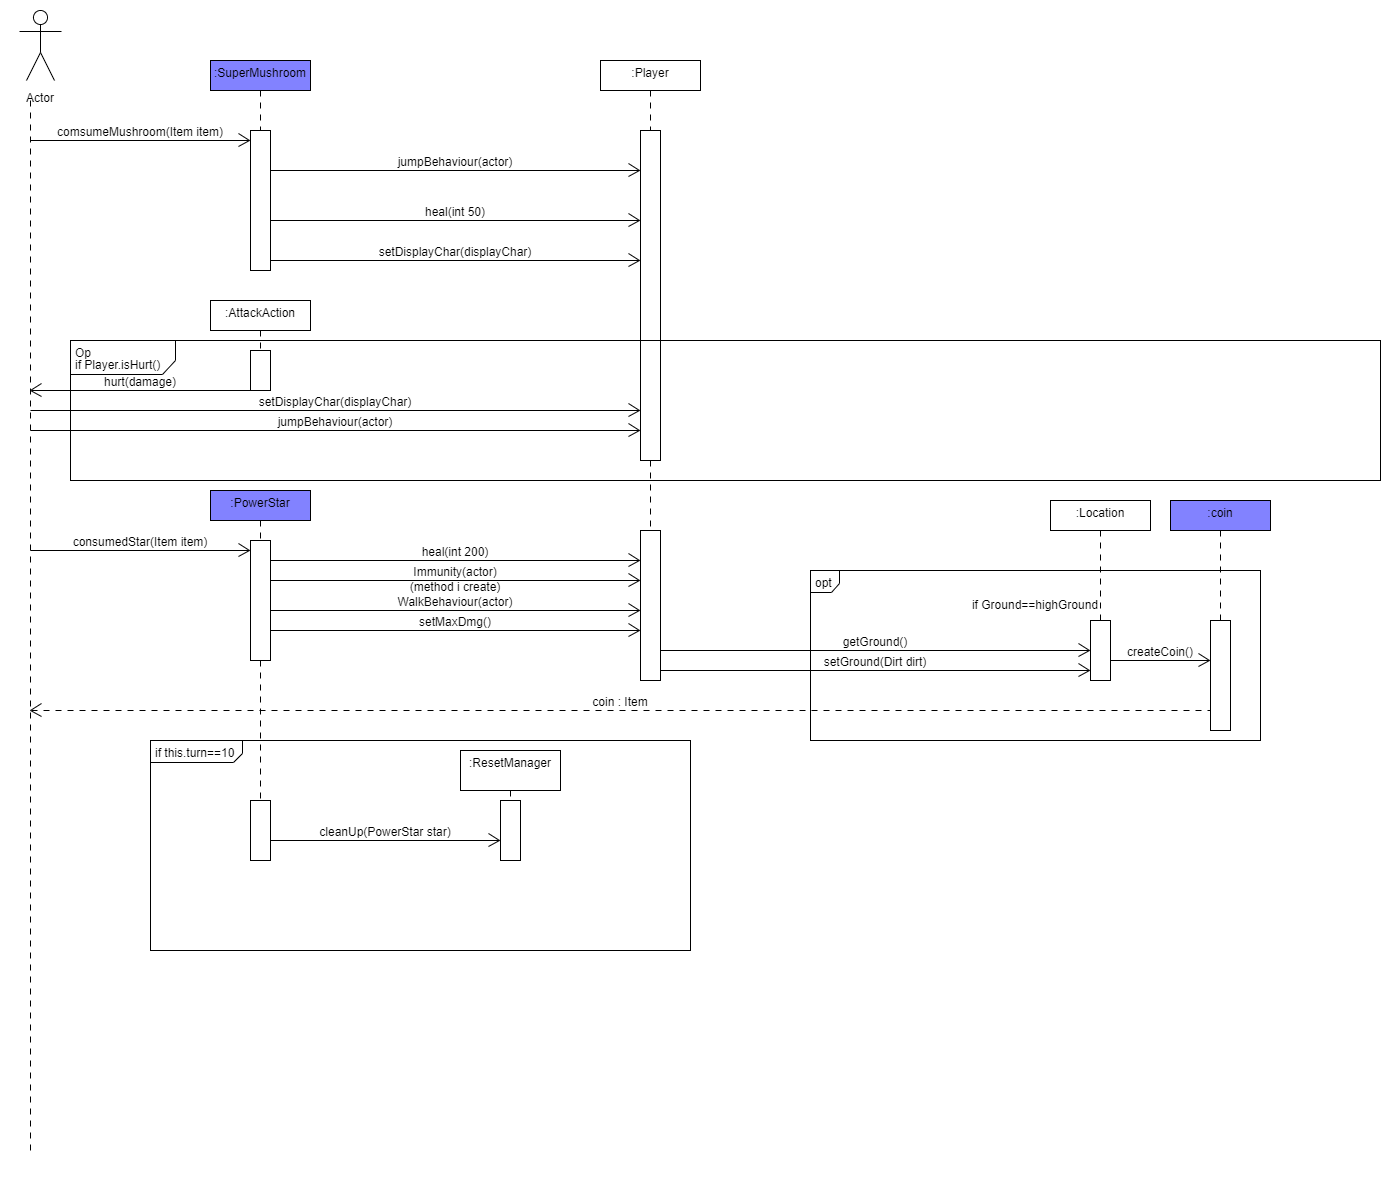 Actor
:SuperMushroom
:Player
comsumeMushroom(Item item)
jumpBehaviour(actor)
heal(int 50)
setDisplayChar(displayChar)
:AttackAction
Op
if Player.isHurt()
hurt(damage)
setDisplayChar(displayChar)
jumpBehaviour(actor)
:PowerStar
:Location
:coin
consumedStar(Item item)
heal(int 200)
Immunity(actor)
(method i create)
WalkBehaviour(actor)
setMaxDmg()
opt
if Ground==highGround
getGround()
createCoin()
setGround(Dirt dirt)
coin : Item
if this.turn==10
:ResetManager
cleanUp(PowerStar star)